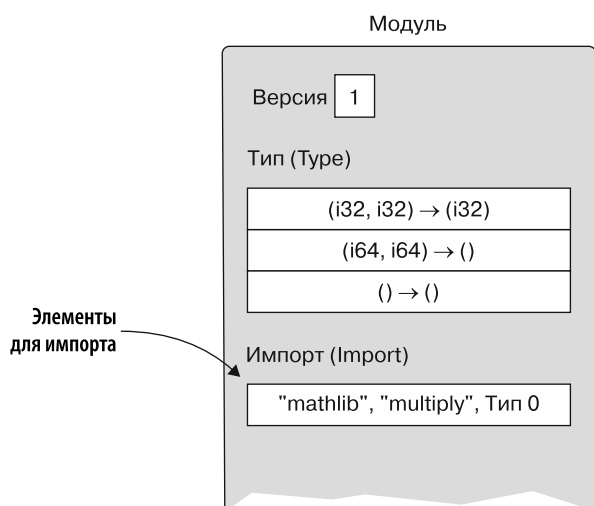 Модуль
Версия 1
Тип (Type)
(i32, i32) → (i32)
(i64, i64) → ()
() → ()
Элементы
для импорта
Импорт (Import)
"mathlib", "multiply", Тип 0